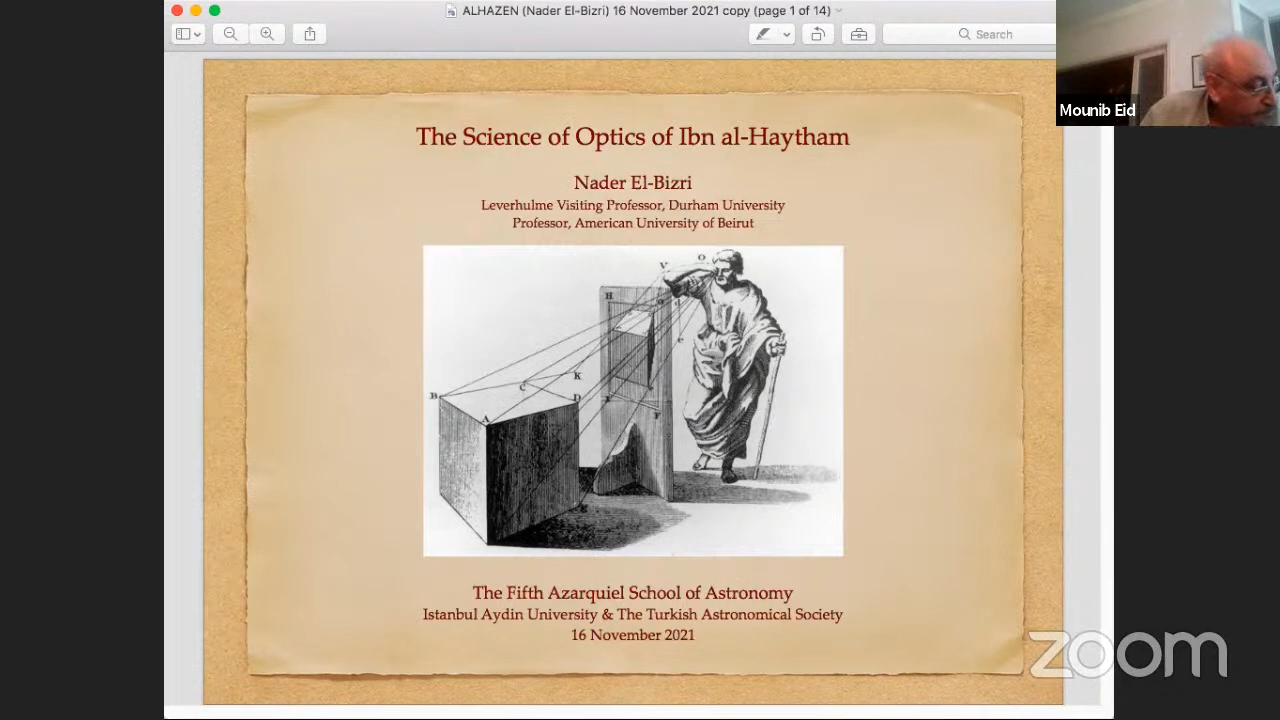 ALHAZEN (Nader El-Bizri) 16 November 2021 copy (page 1 of 14)
Search
Mounib Eid
The Science of Optics of Ibn al-Haytham
Nader El-Bizri
Leverhulme Visiting Professor, Durham University
Professor, American University of Beirut
V
O
H
K
B
C
D
A
F
The Fifth Azarquiel School of Astronomy
Istanbul Aydin University & The Turkish Astronomical Society
16 November 2021
zoom